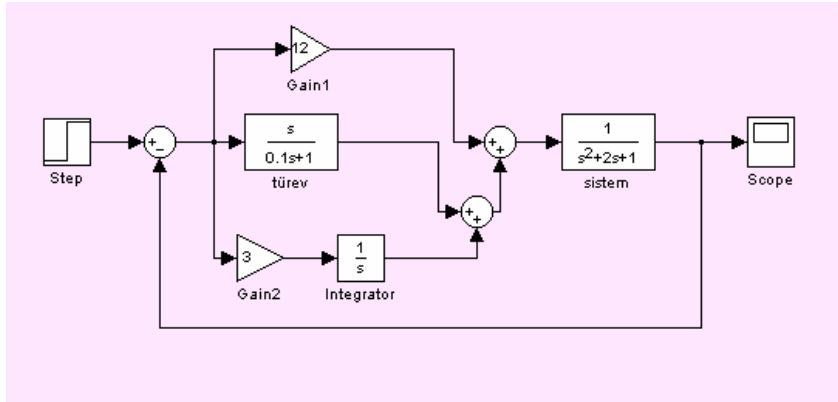 12
Gain1
Step
+
−
s
0.1s+1
türev
+
+
1
s²+2s+1
sistem
Scope
+
+
3
Gain2
1
s
Integrator